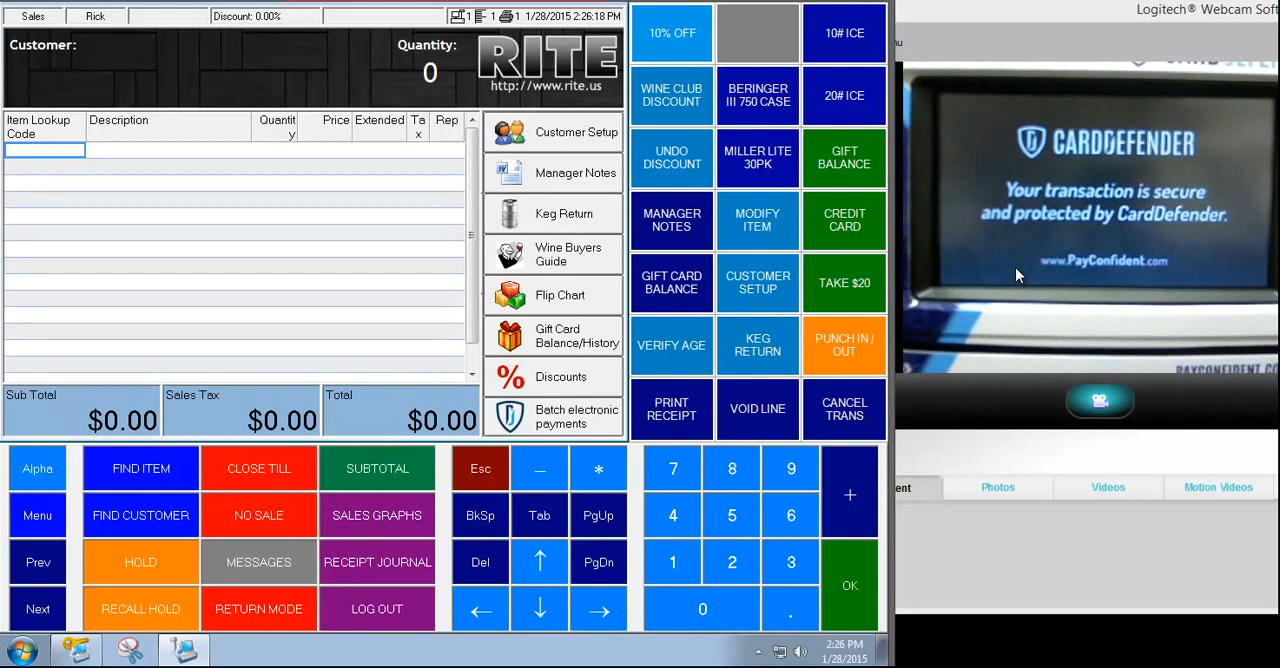 Sales
Rick
Discount: 0.00%
1
1
1
1/28/2015 2:26:18 PM
Customer:
Quantity:
0
RITE
http://www.rite.us
Item Lookup
Code
Description
Quantit
y
Price
Extended
Ta
x
Rep
Customer Setup
Manager Notes
Keg Return
Wine Buyers
Guide
Flip Chart
Gift Card
Balance/History
Discounts
Batch electronic
payments
Sub Total
$0.00
Sales Tax
$0.00
Total
$0.00
10% OFF
10# ICE
WINE CLUB
DISCOUNT
BERINGER
III 750 CASE
20# ICE
UNDO
DISCOUNT
MILLER LITE
30PK
GIFT
BALANCE
MANAGER
NOTES
MODIFY
ITEM
CREDIT
CARD
GIFT CARD
BALANCE
CUSTOMER
SETUP
TAKE $20
VERIFY AGE
KEG
RETURN
PUNCH IN /
OUT
PRINT
RECEIPT
VOID LINE
CANCEL
TRANS
Alpha
FIND ITEM
CLOSE TILL
SUBTOTAL
Esc
_
*
7
8
9
+
Menu
FIND CUSTOMER
NO SALE
SALES GRAPHS
BkSp
Tab
PgUp
4
5
6
Prev
HOLD
MESSAGES
RECEIPT JOURNAL
Del
↑
PgDn
1
2
3
OK
Next
RECALL HOLD
RETURN MODE
LOG OUT
←
↓
→
0
.
2:26 PM
1/28/2015
Logitech® Webcam Soft
nu
CARDDEFENDER
Your transaction is secure
and protected by CardDefender.
www.PayConfident.com
PAYCONFIDENT.CO
ent
Photos
Videos
Motion Videos